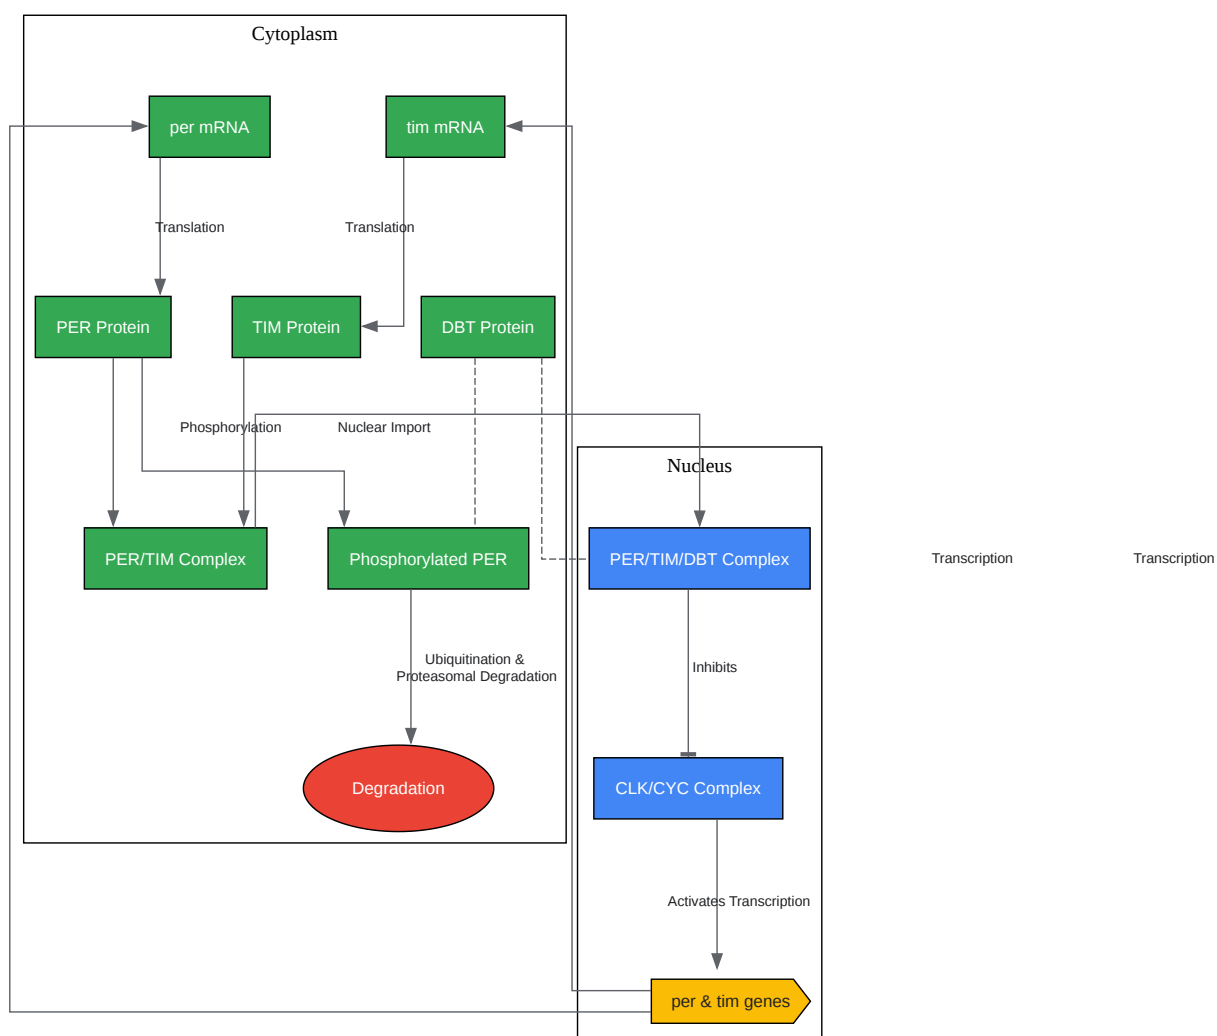 Cytoplasm
per mRNA
tim mRNA
Translation
Translation
PER Protein
TIM Protein
DBT Protein
Phosphorylation
Nuclear Import
Nucleus
PER/TIM Complex
Phosphorylated PER
PER/TIM/DBT Complex
Transcription
Transcription
Ubiquitination &
Proteasomal Degradation
Inhibits
Degradation
CLK/CYC Complex
Activates Transcription
per & tim genes